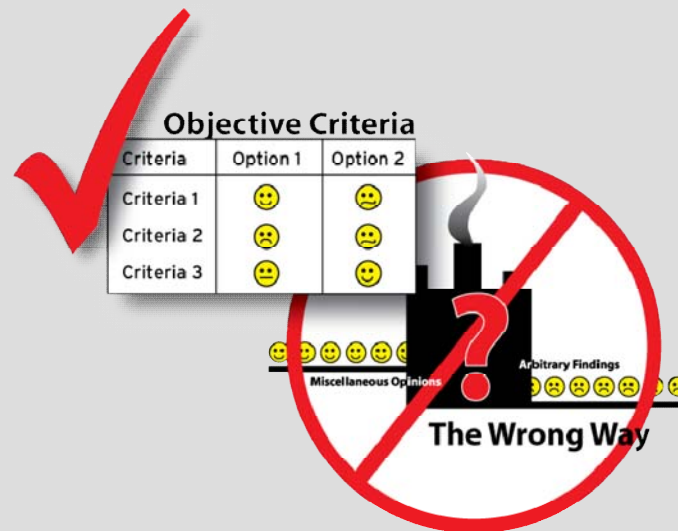 Objective Criteria
Criteria Option 1 Option 2
Criteria 1
Criteria 2
Criteria 3
?
Arbitrary Findings
Miscellaneous Opinions
The Wrong Way